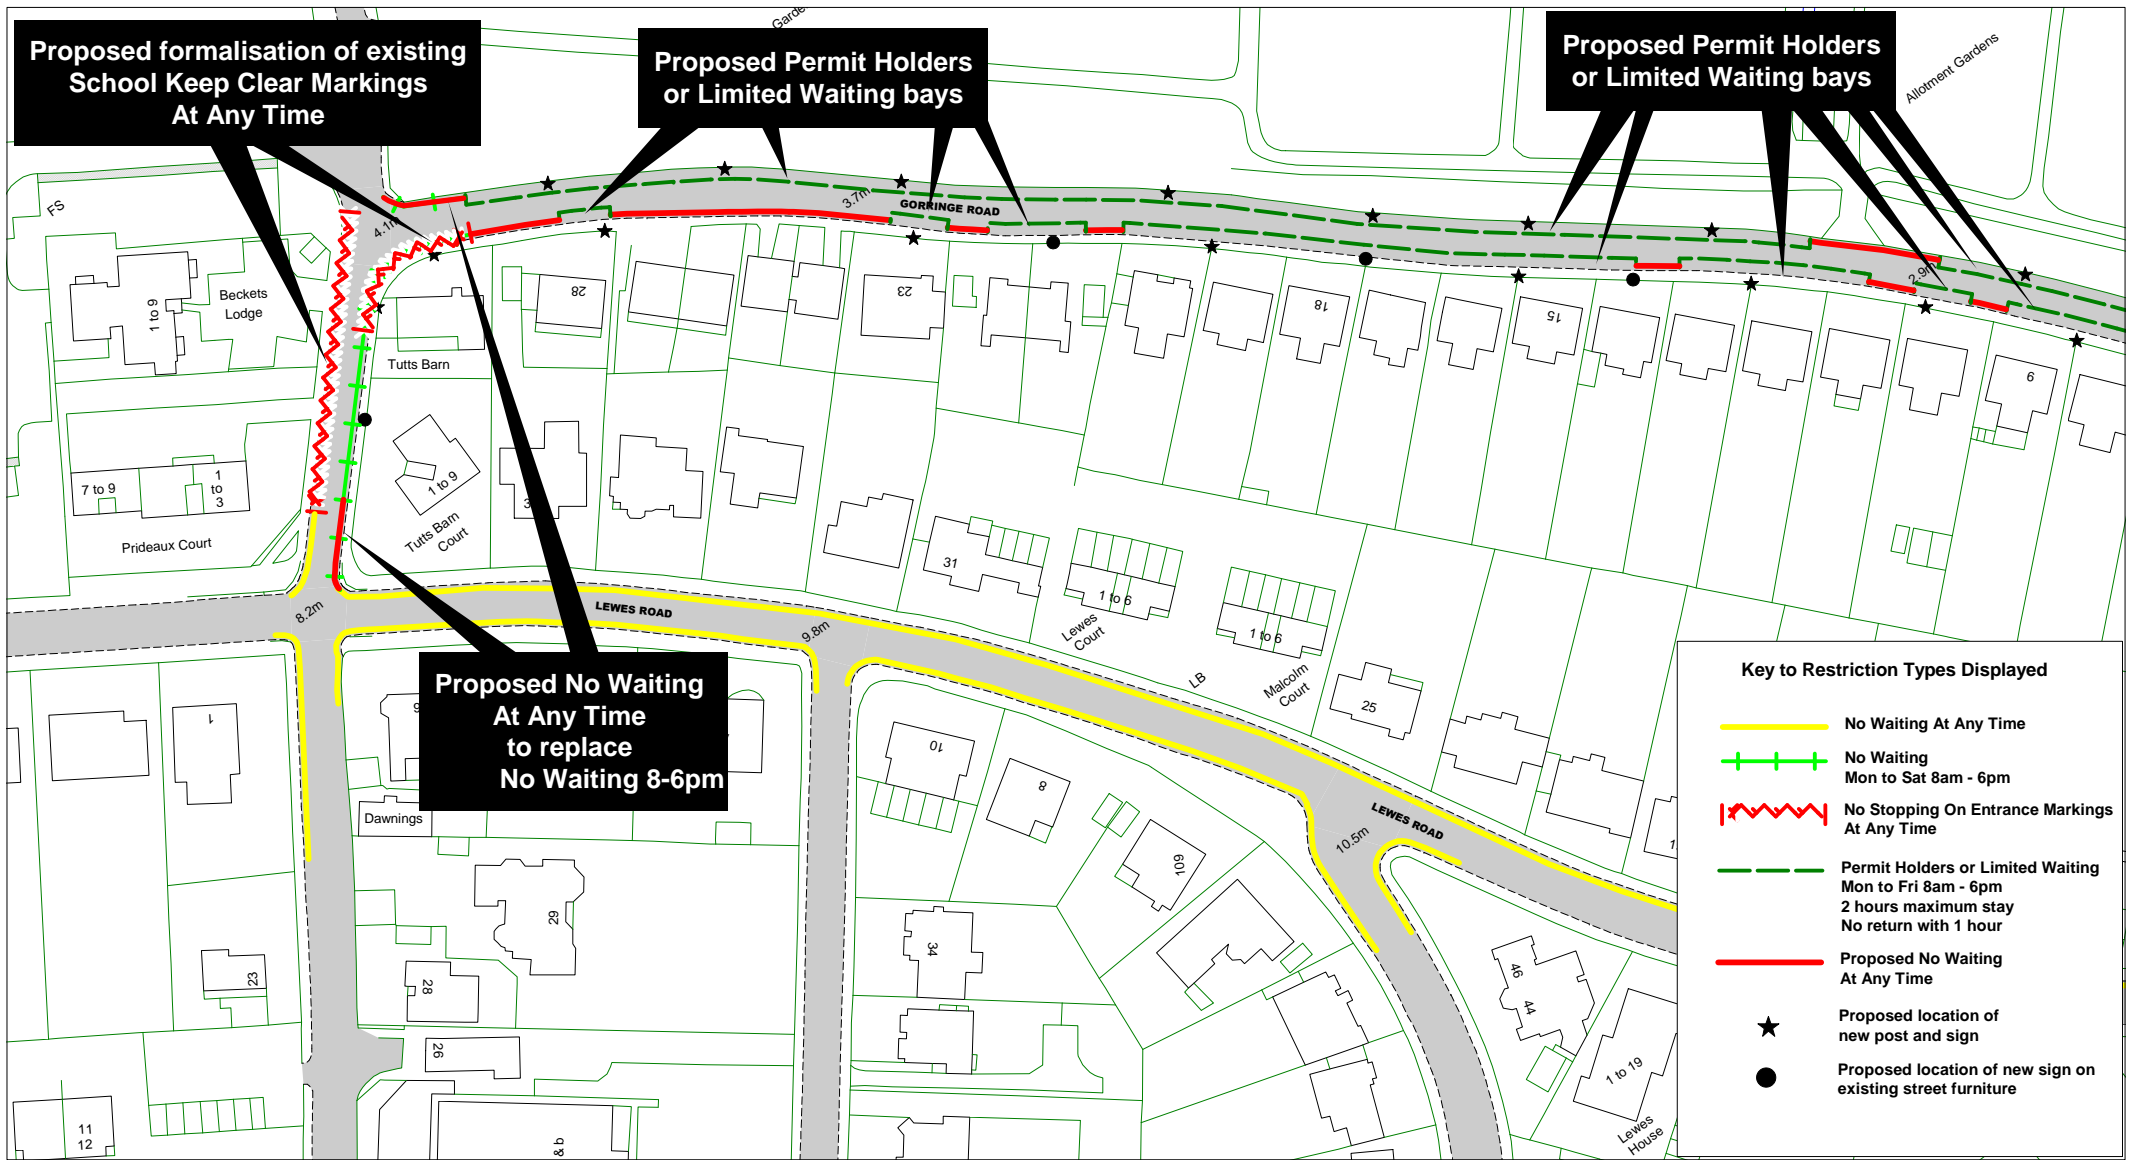 Proposed formalisation of existing
School Keep Clear Markings
At Any Time
Proposed Permit Holders
or Limited Waiting bays
Proposed Permit Holders
or Limited Waiting bays
Allotment Gardens
FS
4.1m
3.7m
GORRINGE ROAD
2.9m
1 to 9
Beckets
Lodge
Tutts Barn
28
23
18
15
9
7 to 9
1
to
3
Prideaux Court
1 to 9
Tutts Barn
Court
31
1 to 6
Lewes
Court
1 to 6
Malcolm
Court
LB
25
8.2m
LEWES ROAD
9.8m
LEWES ROAD
10.5m
Proposed No Waiting
At Any Time
to replace
No Waiting 8-6pm
1
Dawnings
10
8
109
29
34
23
28
26
46
44
1 to 19
Lewes
House
11
12
& b
Key to Restriction Types Displayed
No Waiting At Any Time
No Waiting
Mon to Sat 8am - 6pm
No Stopping On Entrance Markings
At Any Time
Permit Holders or Limited Waiting
Mon to Fri 8am - 6pm
2 hours maximum stay
No return with 1 hour
Proposed No Waiting
At Any Time
Proposed location of
new post and sign
Proposed location of new sign on
existing street furniture